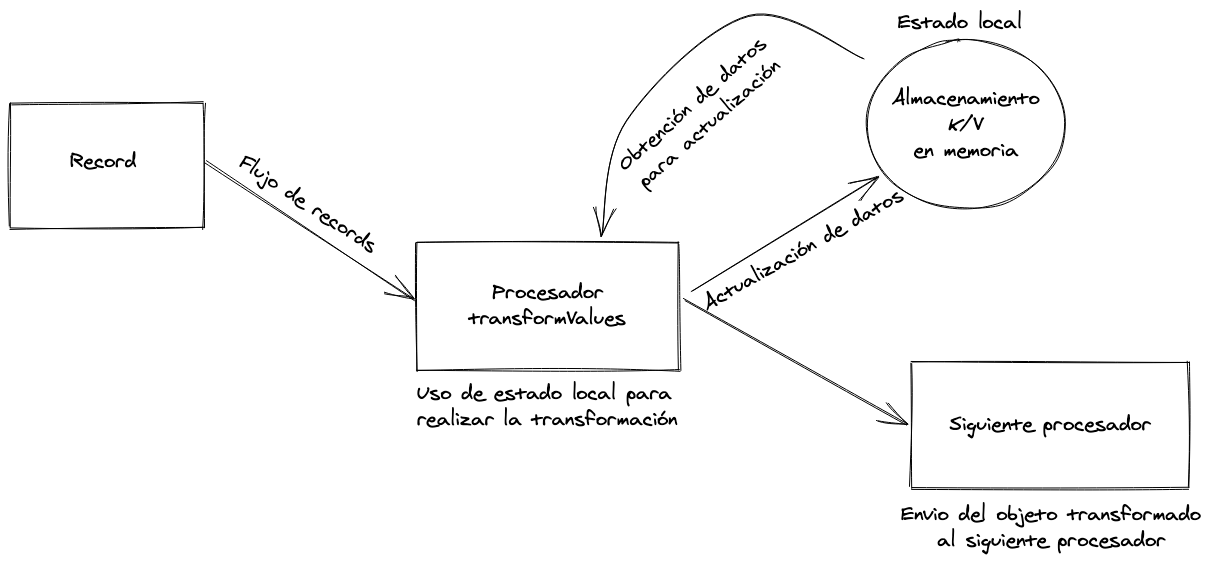 Estado local
Almacenamiento
K/V
en memoria
Obtención de datos
para actualización
Record
Flujo de records
Actualización de datos
Procesador
transformValues
Uso de estado local para
realizar la transformación
Siguiente procesador
Envio del objeto transformado
al siguiente procesador